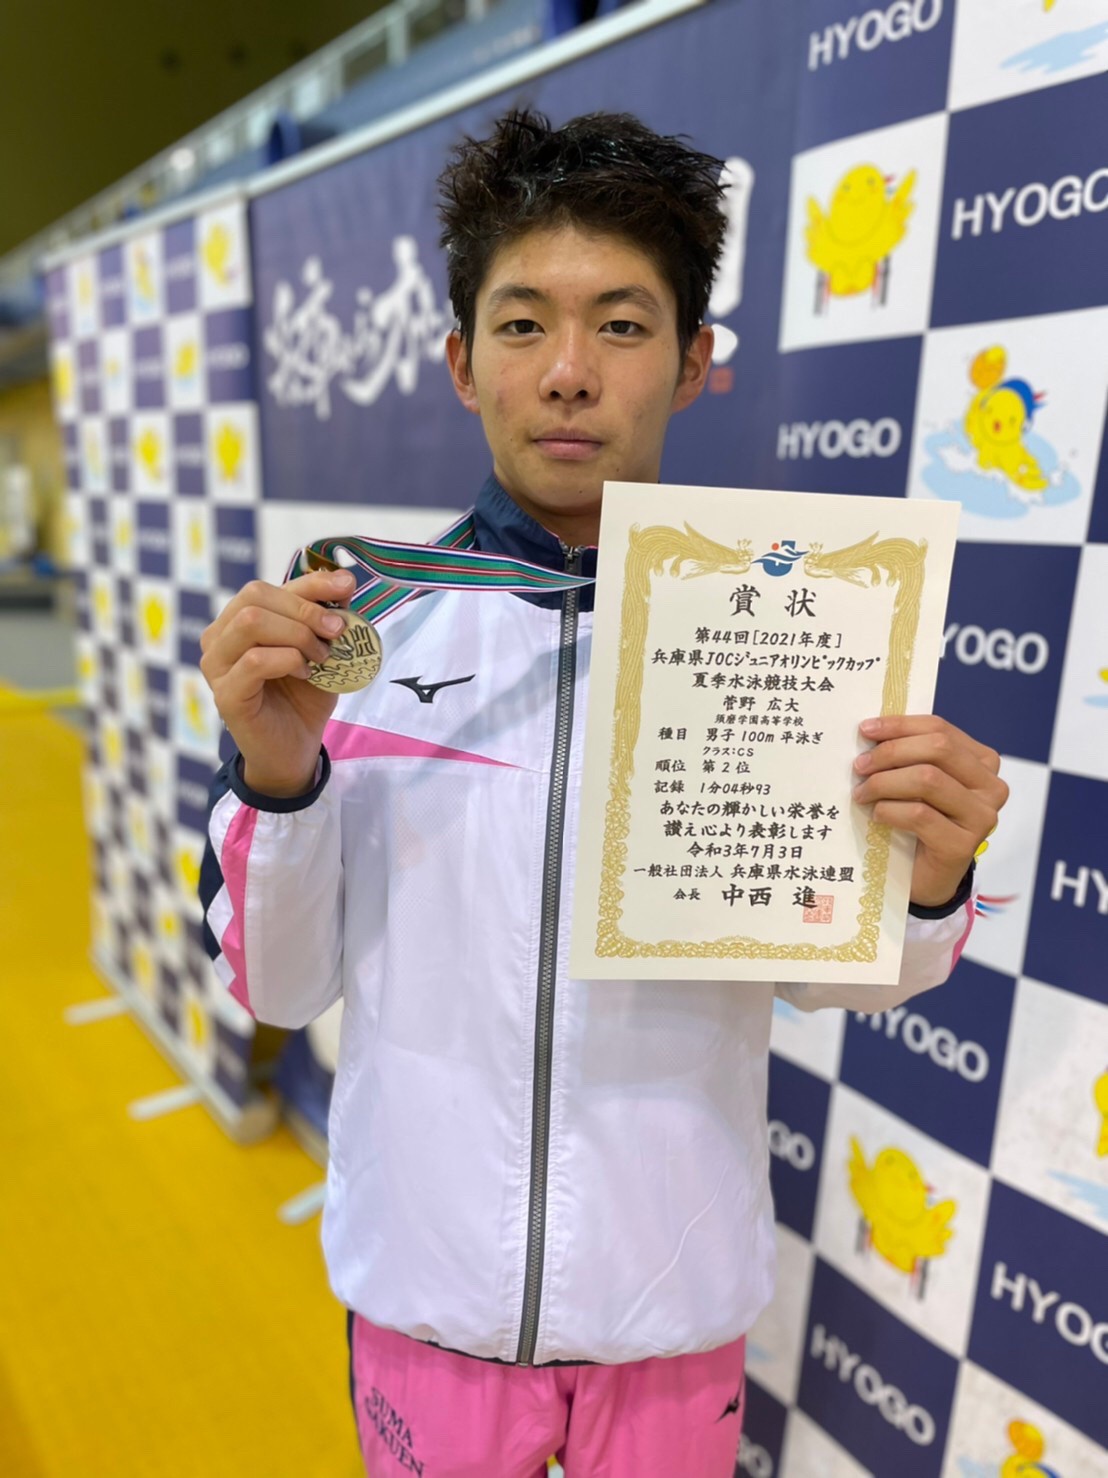 HYOGO
HYOGO
HYOGO
賞状
第44回[2021年度]
兵庫県JOCジュニアオリンピックカップ
夏季水泳競技大会
菅野 広大
須磨学園高等学校
種目 男子 100m 平泳ぎ
クラス:CS
順位 第2位
記録 1分04秒93
あなたの輝かしい栄誉を
讃え心より表彰します
令和3年7月3日
一般社団法人 兵庫県水泳連盟
会長 中西 進
HYOGO
HYOGO
HYOGO
HYOGO
SUMA
GAKUEN